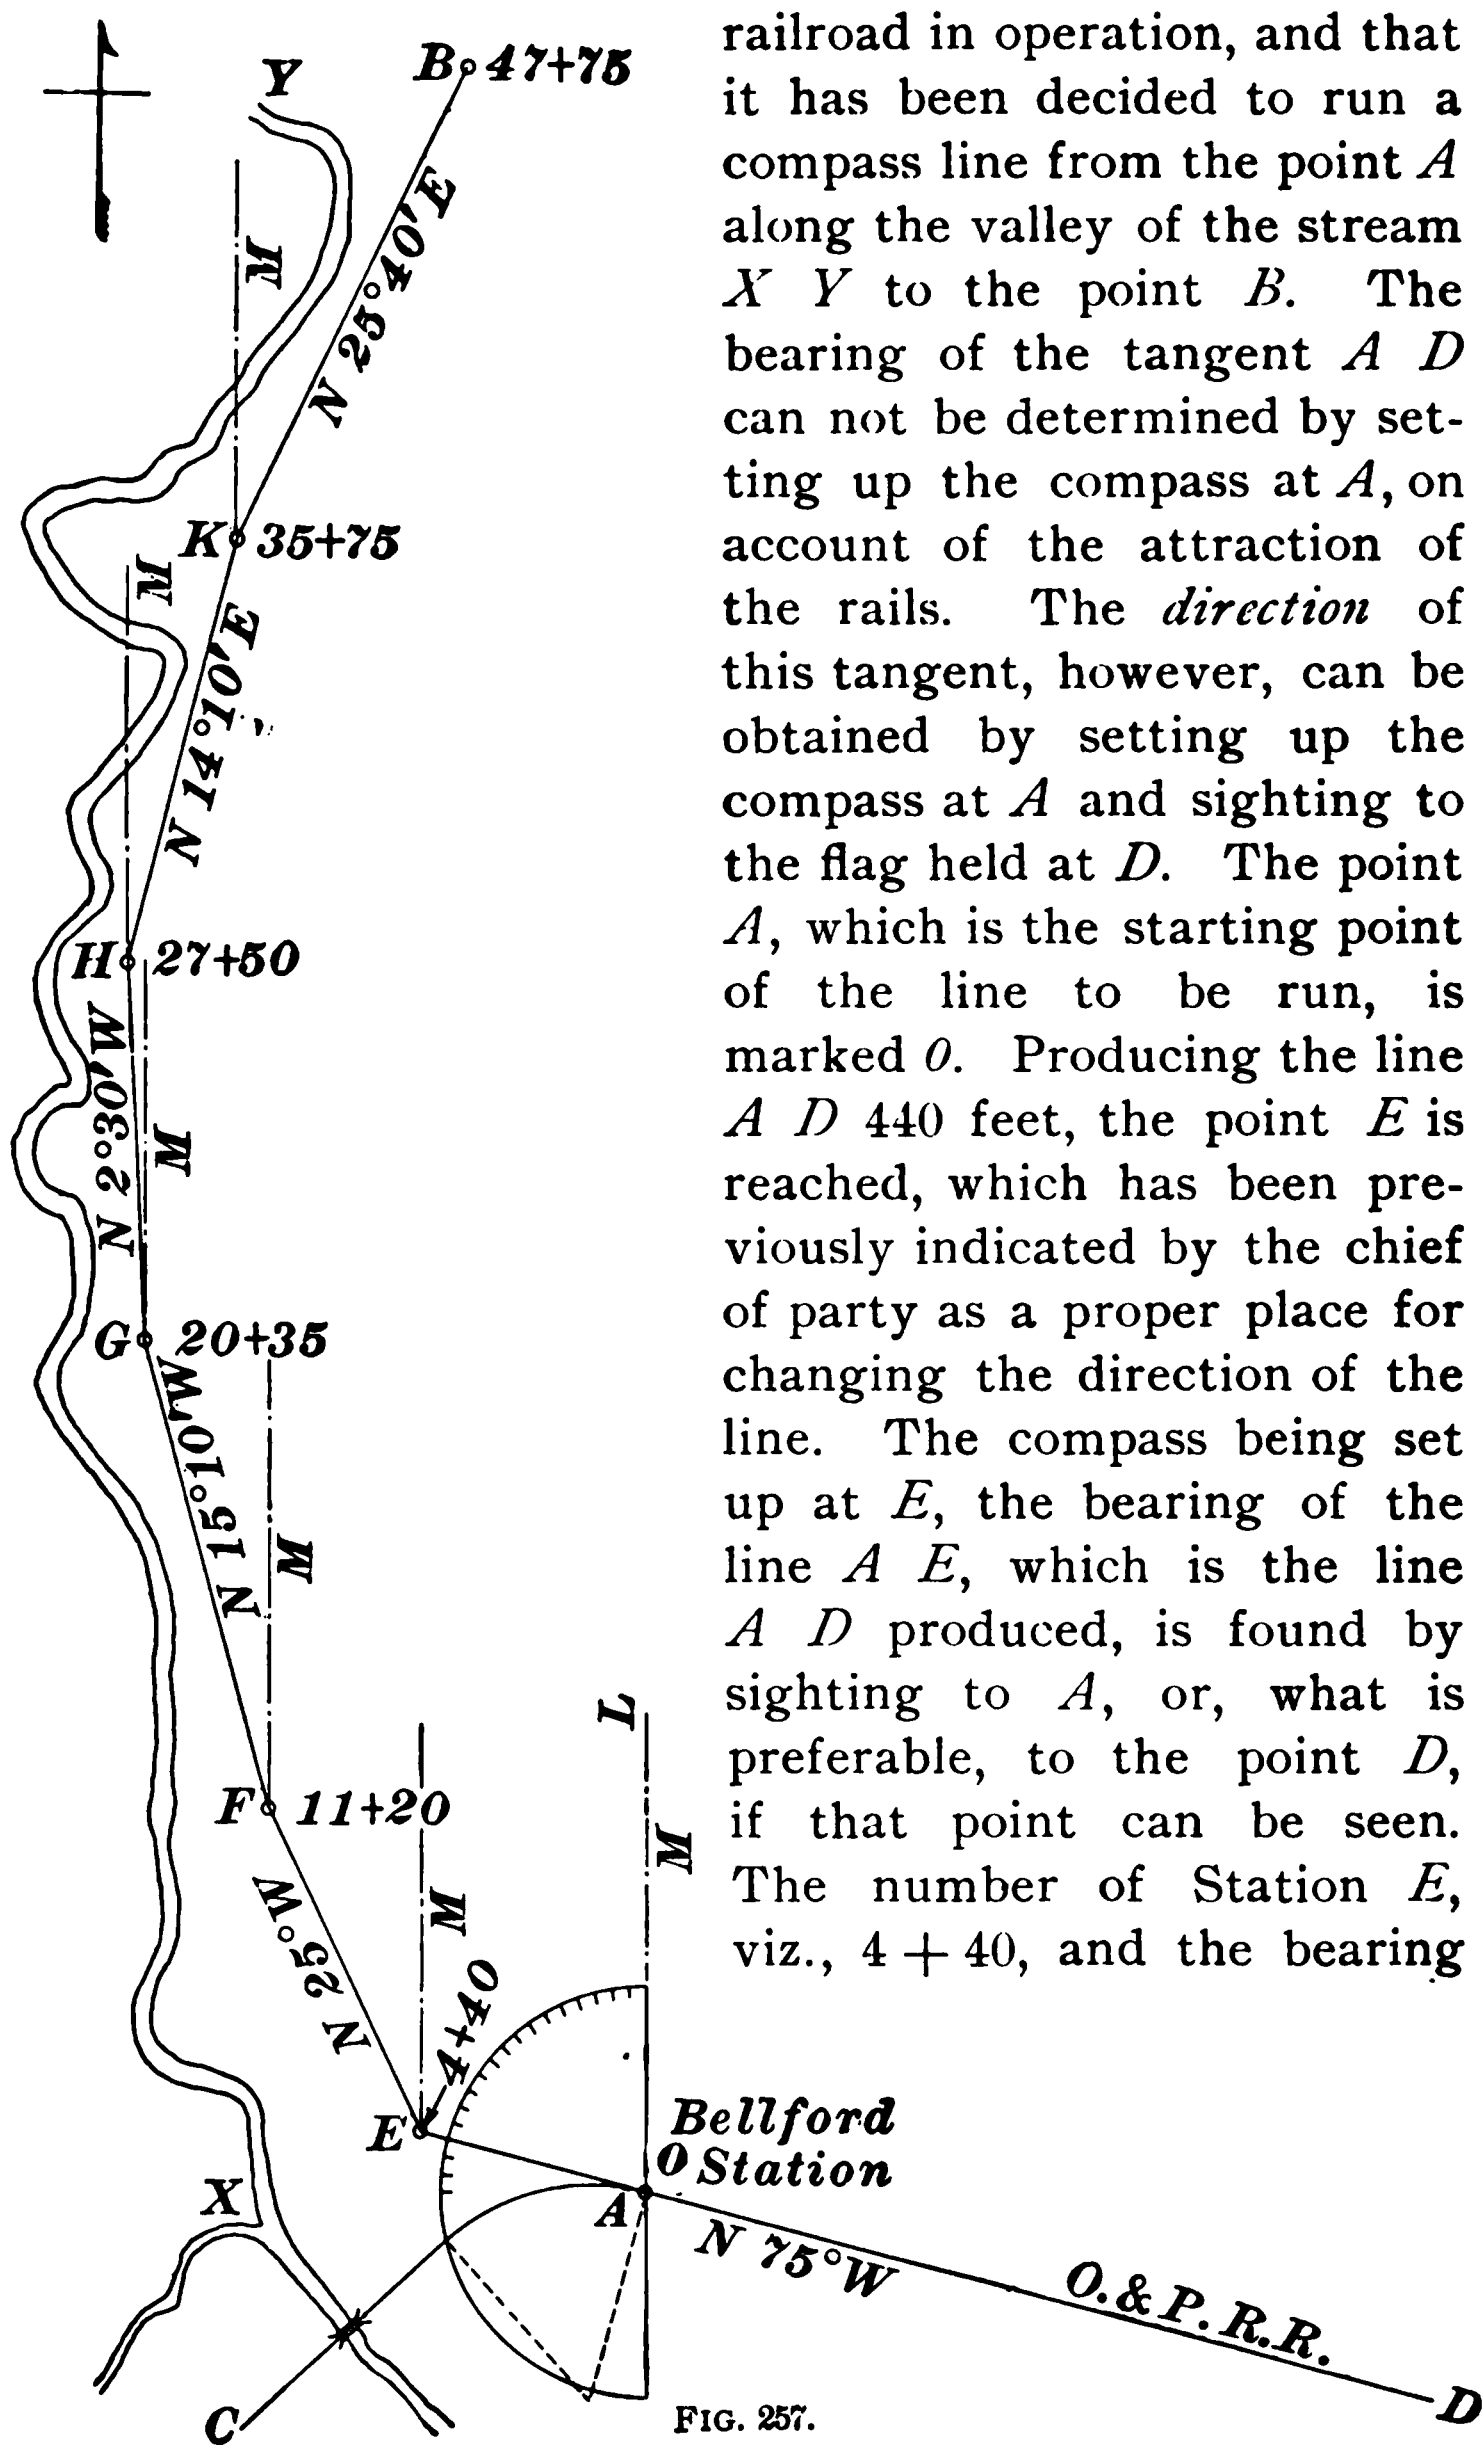 railroad in operation, and that
it has been decided to run a
compass line from the point A
along the valley of the stream
X Y to the point B. The
bearing of the tangent A D
can not be determined by set-
ting up the compass at A, on
account of the attraction of
the rails. The direction of
this tangent, however, can be
obtained by setting up the
compass at A and sighting to
the flag held at D. The point
A, which is the starting point
of the line to be run, is
marked 0. Producing the line
A D 440 feet, the point E is
reached, which has been pre-
viously indicated by the chief
of party as a proper place for
changing the direction of the
line. The compass being set
up at E, the bearing of the
line A E, which is the line
A D produced, is found by
sighting to A, or, what is
preferable, to the point D,
if that point can be seen.
The number of Station E,
viz., 4 + 40, and the bearing
Y
B 47+75
M
N 25°40'E
K 35+75
M
N 14°10'E
H 27+50
N 2°30'W
M
G 20+35
N 15°10'W
M
F 11+20
N 25°W
M
L
M
4+40
E
Bellford
0 Station
A
X
N 75°W
O. & P. R.R.
C
D
FIG. 257.